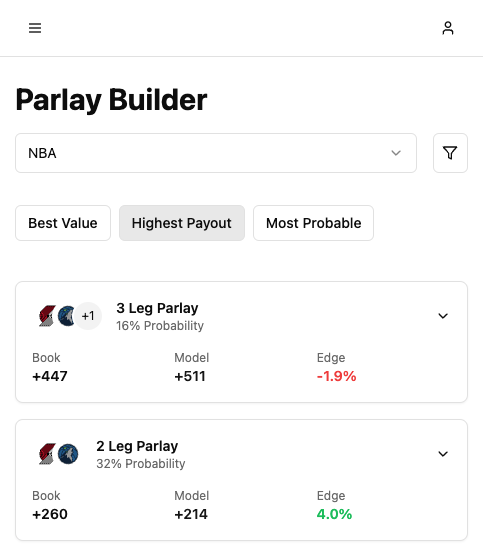 Parlay Builder
NBA
Best Value Highest Payout Most Probable
+1 3 Leg Parlay
16% Probability
Book Model Edge
+447 +511 -1.9%
2 Leg Parlay
32% Probability
Book Model Edge
+260 +214 4.0%